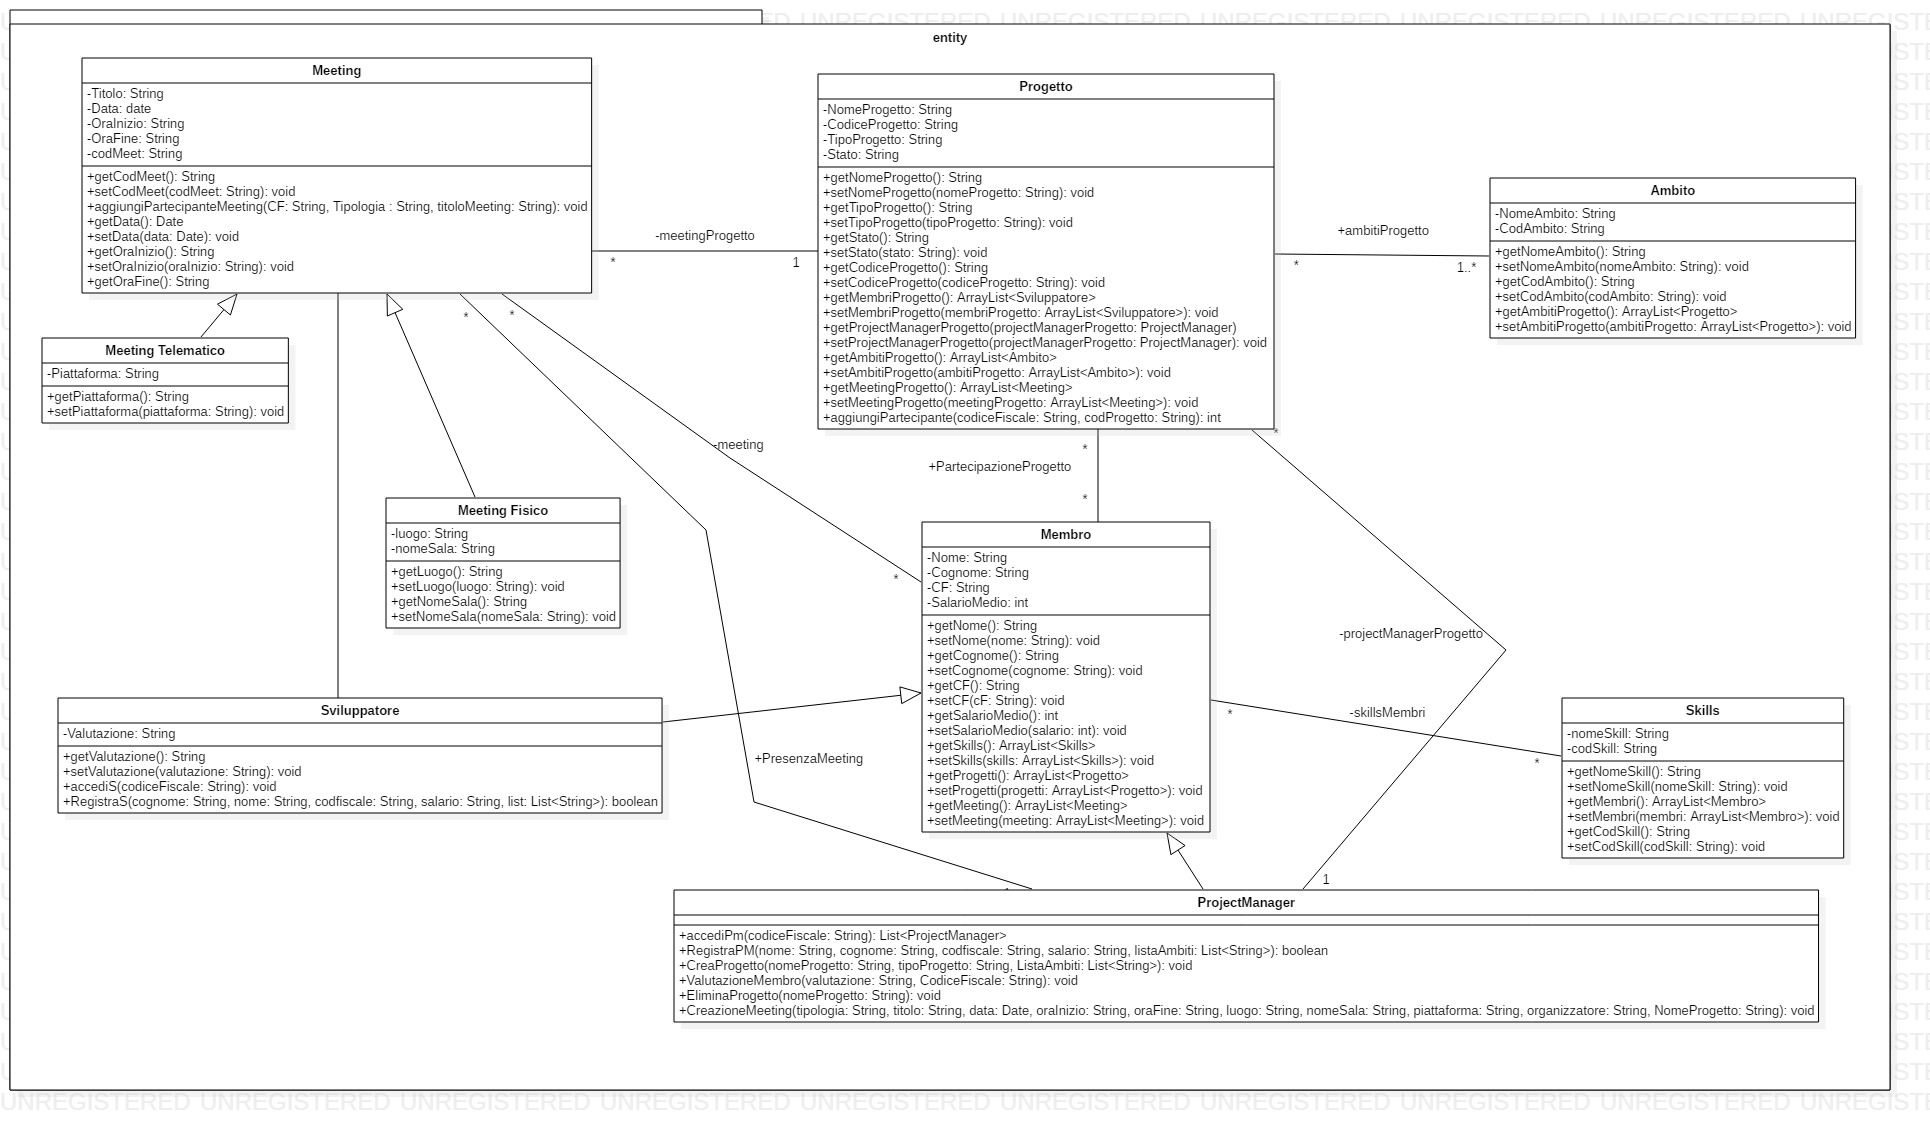 entity
Meeting
-Titolo: String
-Data: date
-OraInizio: String
-OraFine: String
-codMeet: String
+getCodMeet(): String
+setCodMeet(codMeet: String): void
+aggiungiPartecipanteMeeting(CF: String, Tipologia : String, titoloMeeting: String): void
+getData(): Date
+setData(data: Date): void
+getOraInizio(): String
+setOraInizio(oraInizio: String): void
+getOraFine(): String
-meetingProgetto
*
1
Progetto
-NomeProgetto: String
-CodiceProgetto: String
-TipoProgetto: String
-Stato: String
+getNomeProgetto(): String
+setNomeProgetto(nomeProgetto: String): void
+getTipoProgetto(): String
+setTipoProgetto(tipoProgetto: String): void
+getStato(): String
+setStato(stato: String): void
+getCodiceProgetto(): String
+setCodiceProgetto(codiceProgetto: String): void
+getMembriProgetto(): ArrayList<Sviluppatore>
+setMembriProgetto(membriProgetto: ArrayList<Sviluppatore>): void
+getProjectManagerProgetto(projectManagerProgetto: ProjectManager)
+setProjectManagerProgetto(projectManagerProgetto: ProjectManager): void
+getAmbitiProgetto(): ArrayList<Ambito>
+setAmbitiProgetto(ambitiProgetto: ArrayList<Ambito>): void
+getMeetingProgetto(): ArrayList<Meeting>
+setMeetingProgetto(meetingProgetto: ArrayList<Meeting>): void
+aggiungiPartecipante(codiceFiscale: String, codProgetto: String): int
+ambitiProgetto
*
1..*
Ambito
-NomeAmbito: String
-CodAmbito: String
+getNomeAmbito(): String
+setNomeAmbito(nomeAmbito: String): void
+getCodAmbito(): String
+setCodAmbito(codAmbito: String): void
+getAmbitiProgetto(): ArrayList<Progetto>
+setAmbitiProgetto(ambitiProgetto: ArrayList<Progetto>): void
*
*
Meeting Telematico
-Piattaforma: String
+getPiattaforma(): String
+setPiattaforma(piattaforma: String): void
-meeting
*
*
+PartecipazioneProgetto
*
*
Meeting Fisico
-luogo: String
-nomeSala: String
+getLuogo(): String
+setLuogo(luogo: String): void
+getNomeSala(): String
+setNomeSala(nomeSala: String): void
*
Membro
-Nome: String
-Cognome: String
-CF: String
-SalarioMedio: int
+getNome(): String
+setNome(nome: String): void
+getCognome(): String
+setCognome(cognome: String): void
+getCF(): String
+setCF(cF: String): void
+getSalarioMedio(): int
+setSalarioMedio(salario: int): void
+getSkills(): ArrayList<Skills>
+setSkills(skills: ArrayList<Skills>): void
+getProgetti(): ArrayList<Progetto>
+setProgetti(progetti: ArrayList<Progetto>): void
+getMeeting(): ArrayList<Meeting>
+setMeeting(meeting: ArrayList<Meeting>): void
-projectManagerProgetto
-skillsMembri
*
*
Sviluppatore
-Valutazione: String
+getValutazione(): String
+setValutazione(valutazione: String): void
+accediS(codiceFiscale: String): void
+RegistraS(cognome: String, nome: String, codfiscale: String, salario: String, list: List<String>): boolean
+PresenzaMeeting
Skills
-nomeSkill: String
-codSkill: String
+getNomeSkill(): String
+setNomeSkill(nomeSkill: String): void
+getMembri(): ArrayList<Membro>
+setMembri(membri: ArrayList<Membro>): void
+getCodSkill(): String
+setCodSkill(codSkill: String): void
1
ProjectManager
+accediPm(codiceFiscale: String): List<ProjectManager>
+RegistraPM(nome: String, cognome: String, codfiscale: String, salario: String, listaAmbiti: List<String>): boolean
+CreaProgetto(nomeProgetto: String, tipoProgetto: String, ListaAmbiti: List<String>): void
+ValutazioneMembro(valutazione: String, CodiceFiscale: String): void
+EliminaProgetto(nomeProgetto: String): void
+CreazioneMeeting(tipologia: String, titolo: String, data: Date, oraInizio: String, oraFine: String, luogo: String, nomeSala: String, piattaforma: String, organizzatore: String, NomeProgetto: String): void
UNREGISTERED UNREGISTERED UNREGISTERED UNREGISTERED UNREGISTERED UNREGISTERED UNREGISTERED UNREGISTERED UNREGISTERED